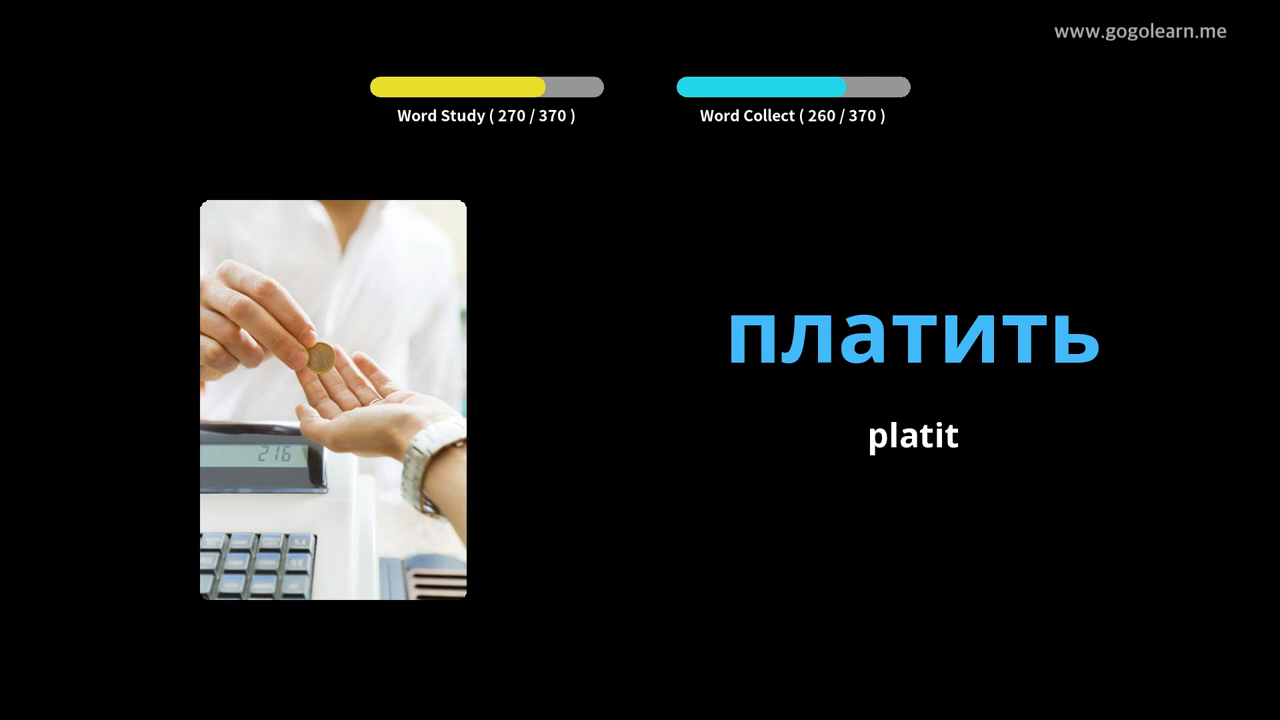 www.gogolearn.me
Word Study ( 270 / 370 )
Word Collect ( 260 / 370 )
платить
platit
216